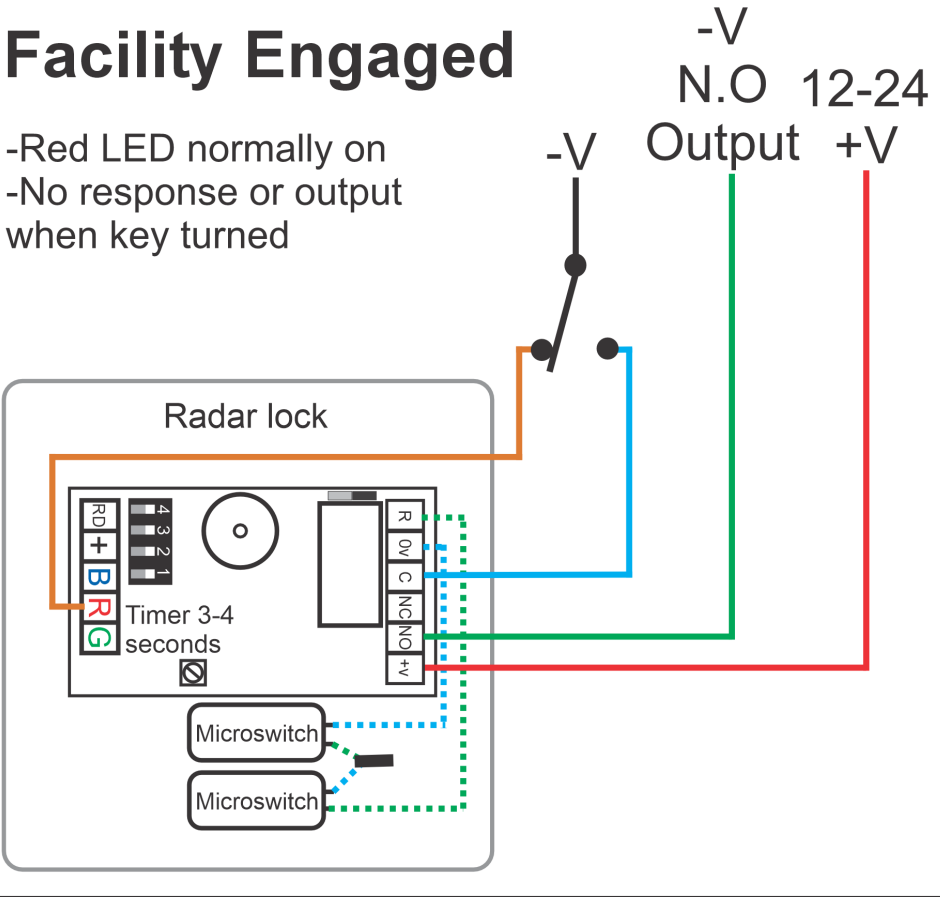 Facility Engaged
-Red LED normally on
-No response or output
when key turned
-V
-V
N.O
Output
12-24
+V
Radar lock
RD
+
B
R
G
4
3
2
1
Timer 3-4
seconds
R
0v
C
NC
NO
+v
Microswitch
Microswitch